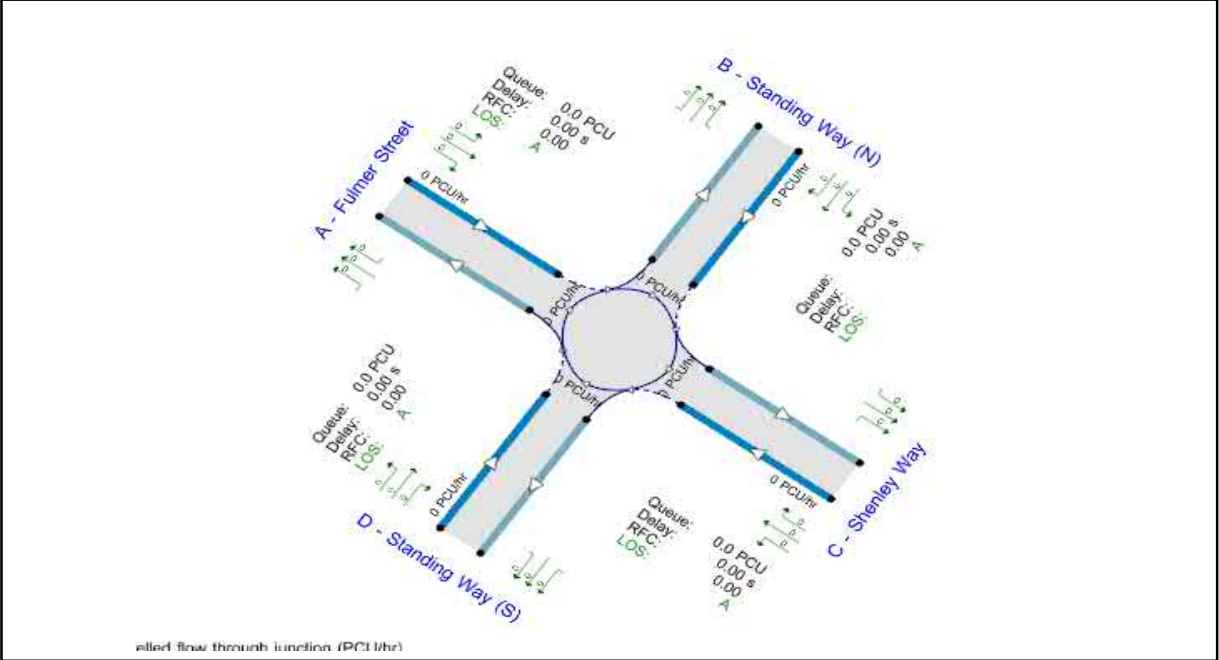 B - Standing Way (N)
Queue: 0.0 PCU
Delay: 0.00 s
RFC: 0.00
LOS: A
A - Fulmer Street
0 PCU/hr
0 PCU/hr
0 PCU/hr
0 PCU/hr
Queue: 0.0 PCU
Delay: 0.00 s
RFC: 0.00
LOS: A
Queue: 0.0 PCU
Delay: 0.00 s
RFC: 0.00
LOS: A
0 PCU/hr
0 PCU/hr
0 PCU/hr
0 PCU/hr
C - Shenley Way
Queue: 0.0 PCU
Delay: 0.00 s
RFC: 0.00
LOS: A
D - Standing Way (S)
elled flow through junction (PCU/hr)